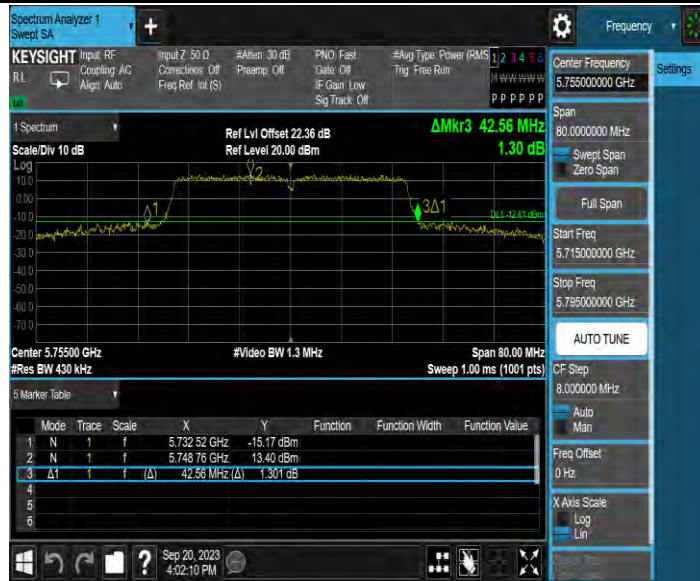 Spectrum Analyzer 1
Swept SA
+
Frequency
KEYSIGHT
RL
Input: RF
Coupling: AC
Align: Auto
Input Z: 50 Ω
Corrections: Off
Freq Ref: Int (S)
#Atten: 30 dB
Preamp: Off
PNO: Fast
Gate: Off
IF Gain: Low
Sig Track: Off
#Avg Type: Power (RMS
Trig: Free Run
1 2 3 4 5 6
M W W W W W
P P P P P P
Center Frequency
5.755000000 GHz
Settings
Span
80.0000000 MHz
Swept Span
Zero Span
Full Span
Start Freq
5.715000000 GHz
Stop Freq
5.795000000 GHz
AUTO TUNE
CF Step
8.000000 MHz
Auto
Man
Freq Offset
0 Hz
X Axis Scale
Log
Lin
1 Spectrum
Scale/Div 10 dB
Ref Lvl Offset 22.36 dB
Ref Level 20.00 dBm
ΔMkr3 42.56 MHz
1.30 dB
Log
10.0
0.00
-10.0
-20.0
-30.0
-40.0
-50.0
-60.0
-70.0
1
2
3Δ1
DL1 -12.61 dBm
Center 5.75500 GHz
#Video BW 1.3 MHz
Span 80.00 MHz
#Res BW 430 kHz
Sweep 1.00 ms (1001 pts)
5 Marker Table
Mode Trace Scale X Y Function Function Width Function Value
1 N 1 f 5.732 52 GHz -15.17 dBm
2 N 1 f 5.748 76 GHz 13.40 dBm
3 Δ1 1 f (Δ) 42.56 MHz (Δ) 1.301 dB
4
5
6
?
Sep 20, 2023
4:02:10 PM